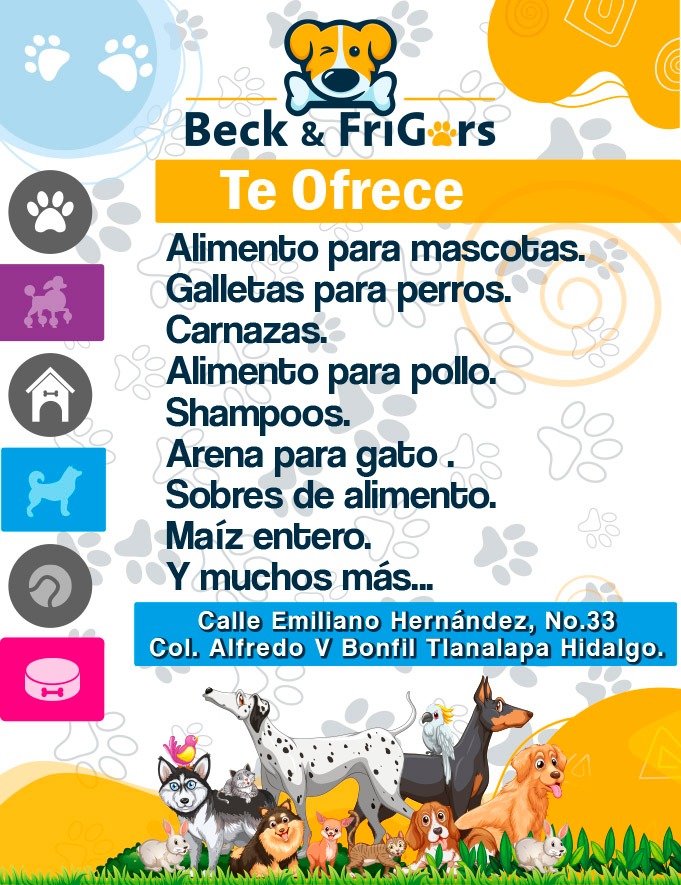 Beck & FriGars
Te Ofrece
Alimento para mascotas.
Galletas para perros.
Carnazas.
Alimento para pollo.
Shampoos.
Arena para gato .
Sobres de alimento.
Maíz entero.
Y muchos más...
Calle Emiliano Hernández, No.33
Col. Alfredo V Bonfil Tlanalapa Hidalgo.